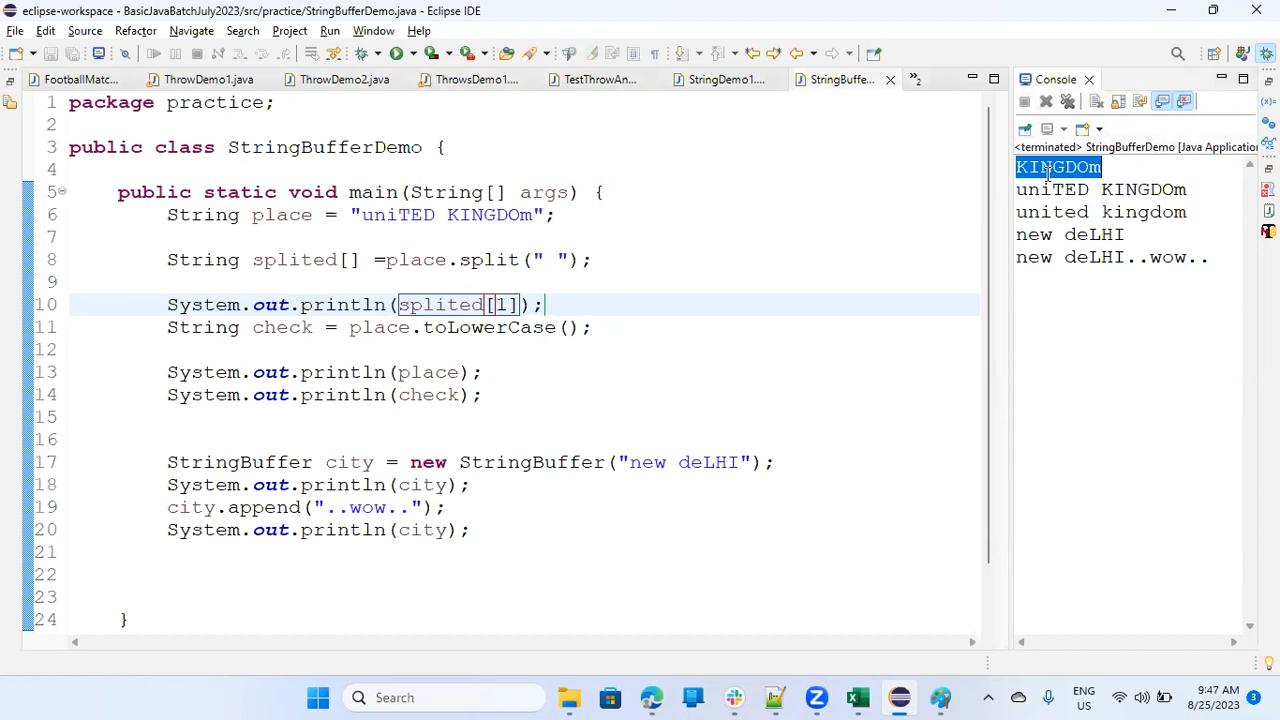 eclipse-workspace - BasicJavaBatchJuly2023/src/practice/StringBufferDemo.java - Eclipse IDE
File Edit Source Refactor Navigate Search Project Run Window Help
FootballMatc... ThrowDemo1.java ThrowDemo2.java ThrowsDemo1.... TestThrowAn... StringDemo1.... StringBuffe... »2
Console
<terminated> StringBufferDemo [Java Application
1 package practice;
2
3 public class StringBufferDemo {
4
5 public static void main(String[] args) {
6 String place = "uniTED KINGDOm";
7
8 String splited[] =place.split(" ");
9
10 System.out.println(splited[1]);
11 String check = place.toLowerCase();
12
13 System.out.println(place);
14 System.out.println(check);
15
16
17 StringBuffer city = new StringBuffer("new deLHI");
18 System.out.println(city);
19 city.append("..wow..");
20 System.out.println(city);
21
22
23
24 }
KINGDOm
uniTED KINGDOm
united kingdom
new deLHI
new deLHI..wow..
Search
ENG
US
9:47 AM
8/25/2023
3